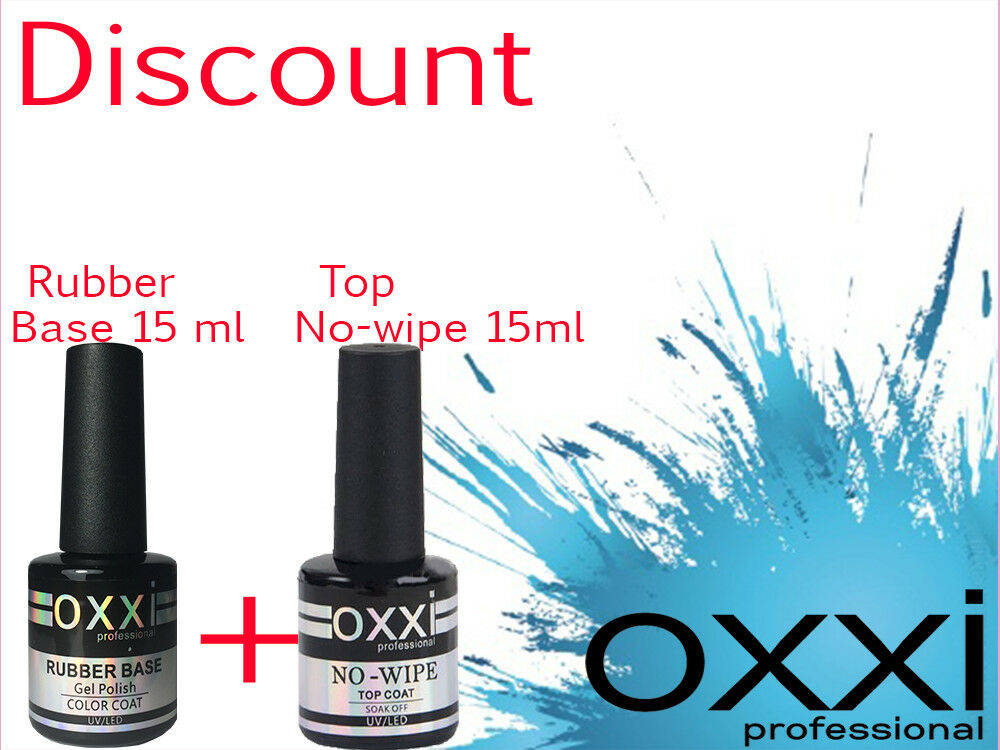 Discount
Rubber
Base 15 ml
Top
No-wipe 15ml
oxxi
professional
RUBBER BASE
Gel Polish
COLOR COAT
UV/LED
+
oxxi
professional
NO-WIPE
TOP COAT
SOAK OFF
UV/LED
oxxi
professional